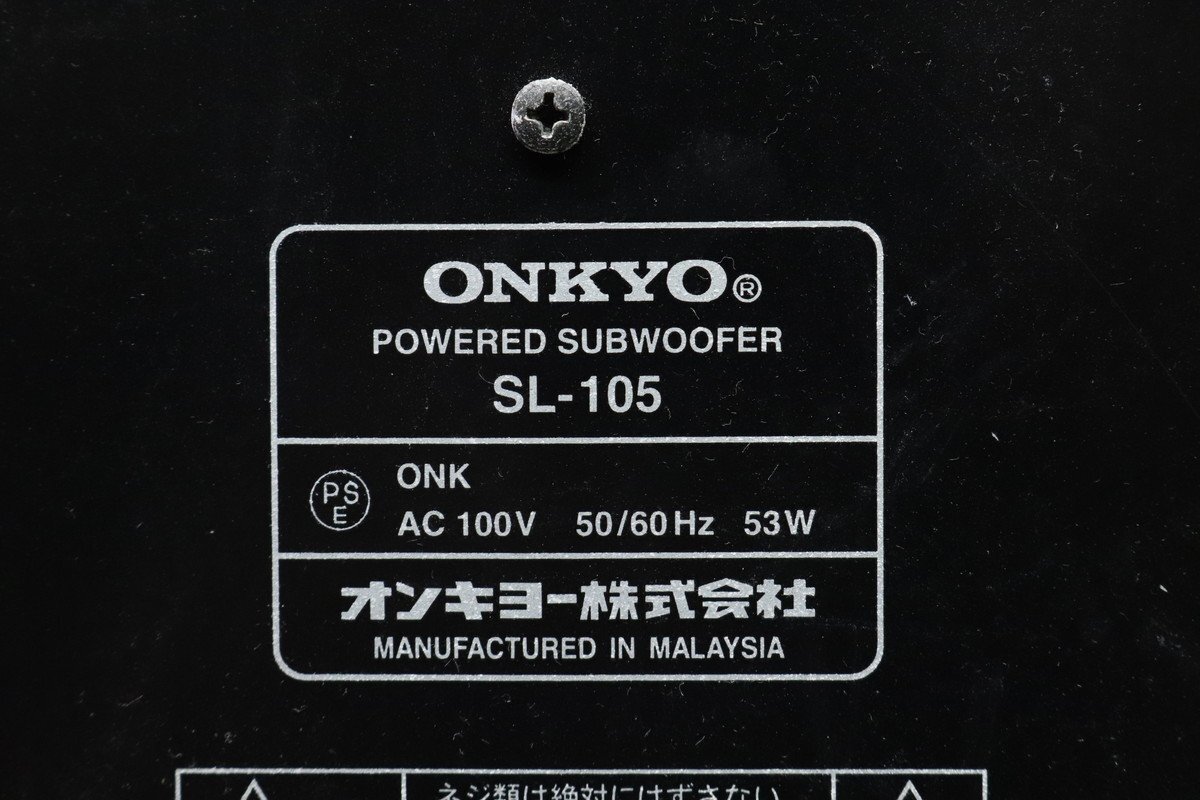 ONKYO®
POWERED SUBWOOFER
SL-105
PS
E
ONK
AC 100V 50/60Hz 53W
オンキヨー株式会社
MANUFACTURED IN MALAYSIA
ネジ類は絶対にはずさない